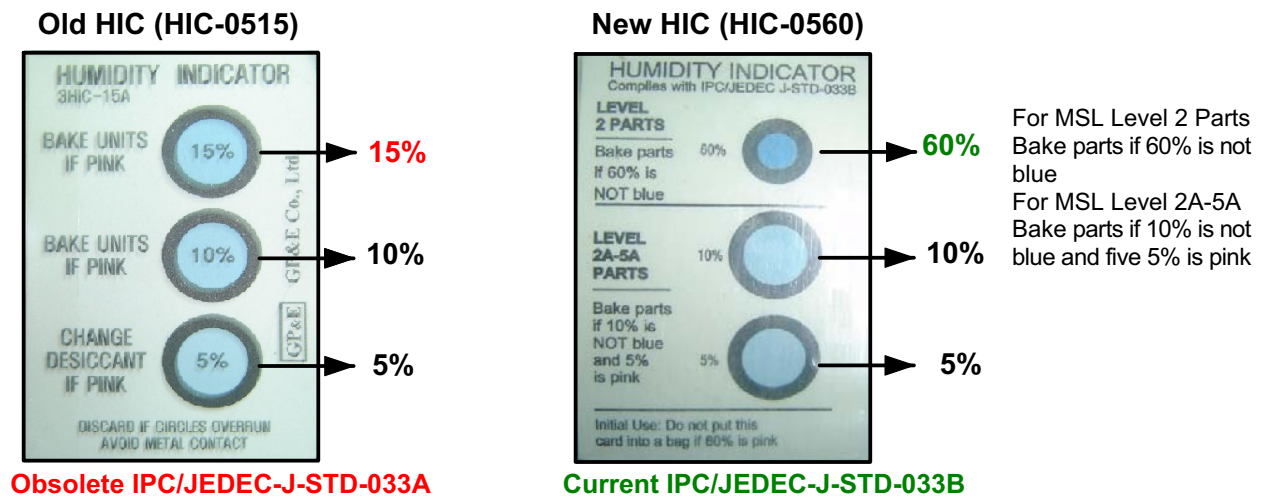 Old HIC (HIC-0515)
HUMIDITY INDICATOR
3HIC-15A
BAKE UNITS
IF PINK
15%
15%
BAKE UNITS
IF PINK
10%
10%
CHANGE
DESICCANT
IF PINK
5%
5%
GP&E Co., Ltd
GP&E
DISCARD IF CIRCLES OVERRUN
AVOID METAL CONTACT
Obsolete IPC/JEDEC-J-STD-033A
New HIC (HIC-0560)
HUMIDITY INDICATOR
Complies with IPC/JEDEC J-STD-033B
LEVEL
2 PARTS
Bake parts
if 60% is
NOT blue
60%
60%
LEVEL
2A-5A
PARTS
10%
10%
Bake parts
if 10% is
NOT blue
and 5%
is pink
5%
5%
Initial Use: Do not put this
card into a bag if 60% is pink
Current IPC/JEDEC-J-STD-033B
For MSL Level 2 Parts
Bake parts if 60% is not
blue
For MSL Level 2A-5A
Bake parts if 10% is not
blue and five 5% is pink